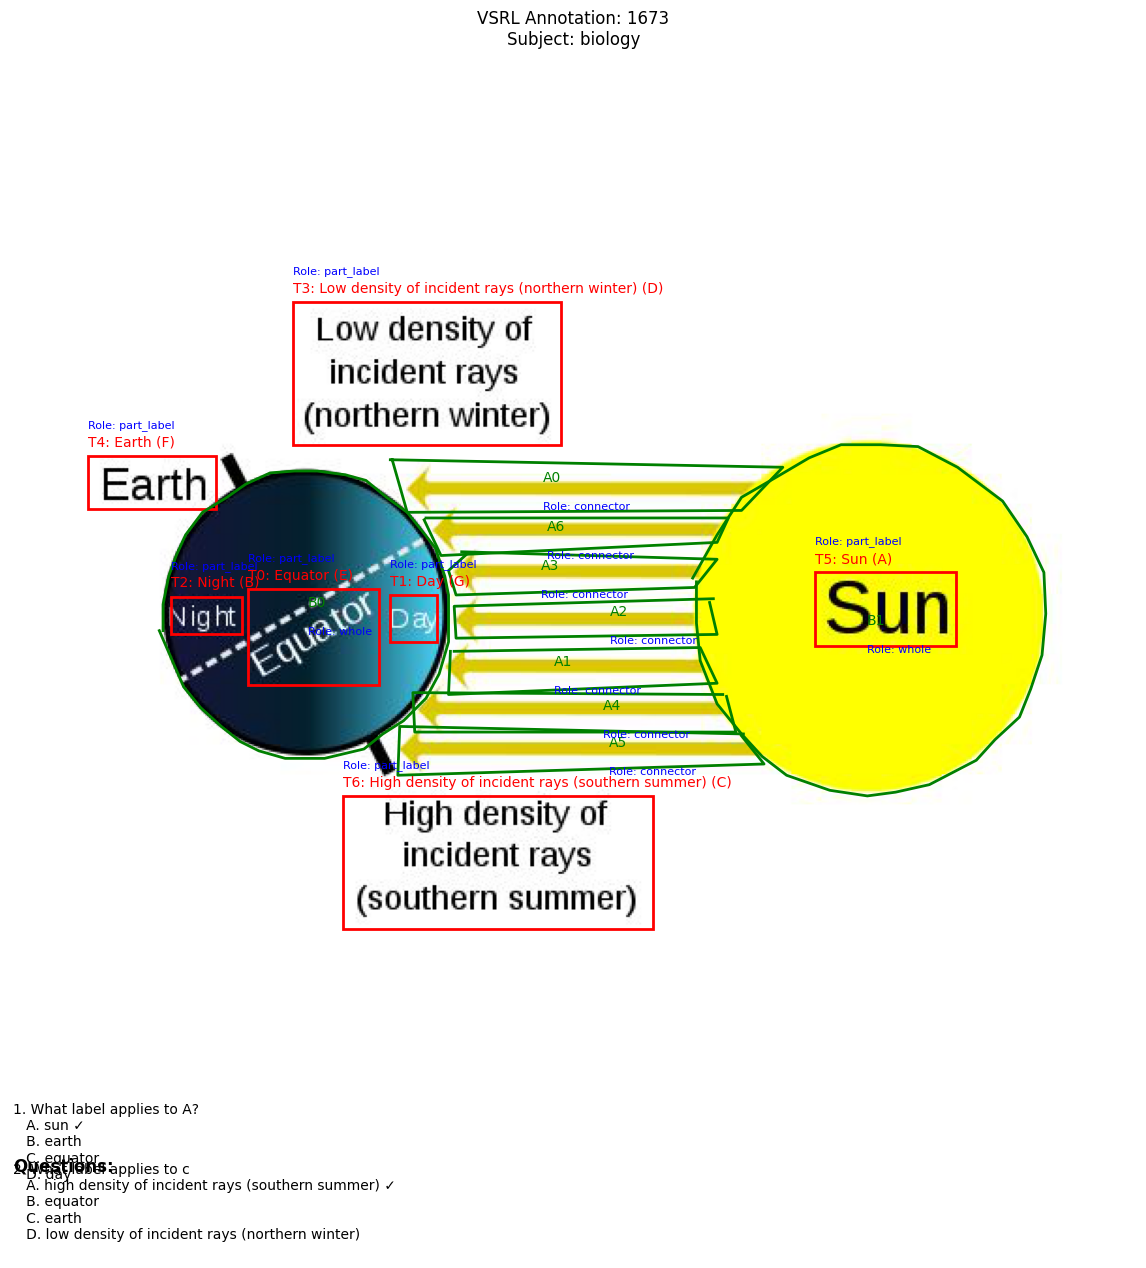 VSRL Annotation: 1673
Subject: biology
Role: part_label
T3: Low density of incident rays (northern winter) (D)
Low density of
incident rays
(northern winter)
Role: part_label
T4: Earth (F)
Earth
A0
Role: connector
A6
Role: connector
A3
Role: connector
Role: part_label
T5: Sun (A)
Sun
B1
Role: whole
Role: part_label
T2: Night (B)
Night
Role: part_label
T0: Equator (E)
Equator
B0
Role: whole
Role: part_label
T1: Day (G)
Day
A2
Role: connector
A1
Role: connector
A4
Role: connector
A5
Role: connector
Role: part_label
T6: High density of incident rays (southern summer) (C)
High density of
incident rays
(southern summer)
1. What label applies to A?
A. sun ✓
B. earth
C. equator
D. day
Questions:
2. What label applies to c
A. high density of incident rays (southern summer) ✓
B. equator
C. earth
D. low density of incident rays (northern winter)